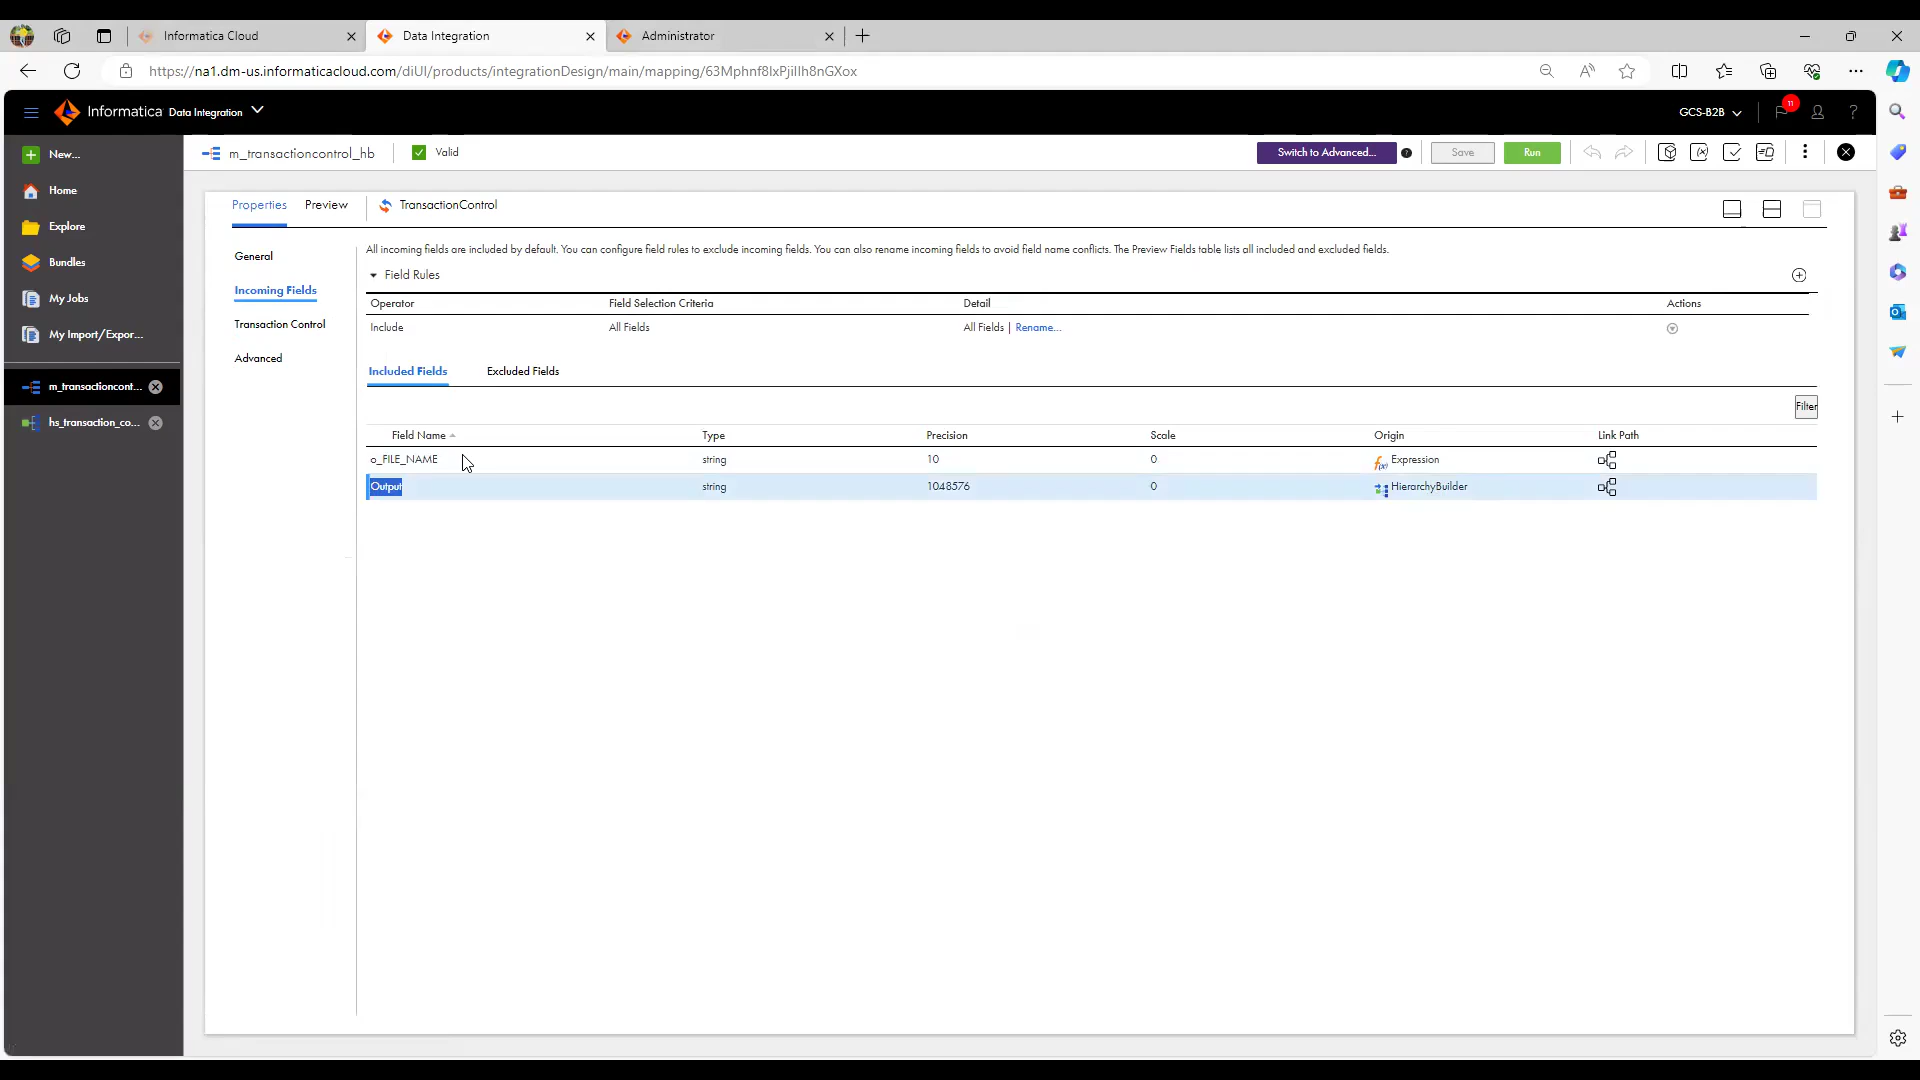 Informatica Cloud
Data Integration
Administrator
https://na1.dm-us.informaticacloud.com/diUI/products/integrationDesign/main/mapping/63Mphnf8IxPjiIIh8nGXox
Informatica Data Integration
GCS-B2B
11
?
New...
m_transactioncontrol_hb
Valid
Switch to Advanced...
?
Save
Run
Home
Explore
Bundles
My Jobs
My Import/Expor...
m_transactioncont...
hs_transaction_co...
Properties
Preview
TransactionControl
General
Incoming Fields
Transaction Control
Advanced
All incoming fields are included by default. You can configure field rules to exclude incoming fields. You can also rename incoming fields to avoid field name conflicts. The Preview Fields table lists all included and excluded fields.
Field Rules
Operator Field Selection Criteria Detail Actions
Include All Fields All Fields | Rename...
Included Fields Excluded Fields
Filter
Field Name Type Precision Scale Origin Link Path
o_FILE_NAME string 10 0 Expression
Output string 1048576 0 HierarchyBuilder